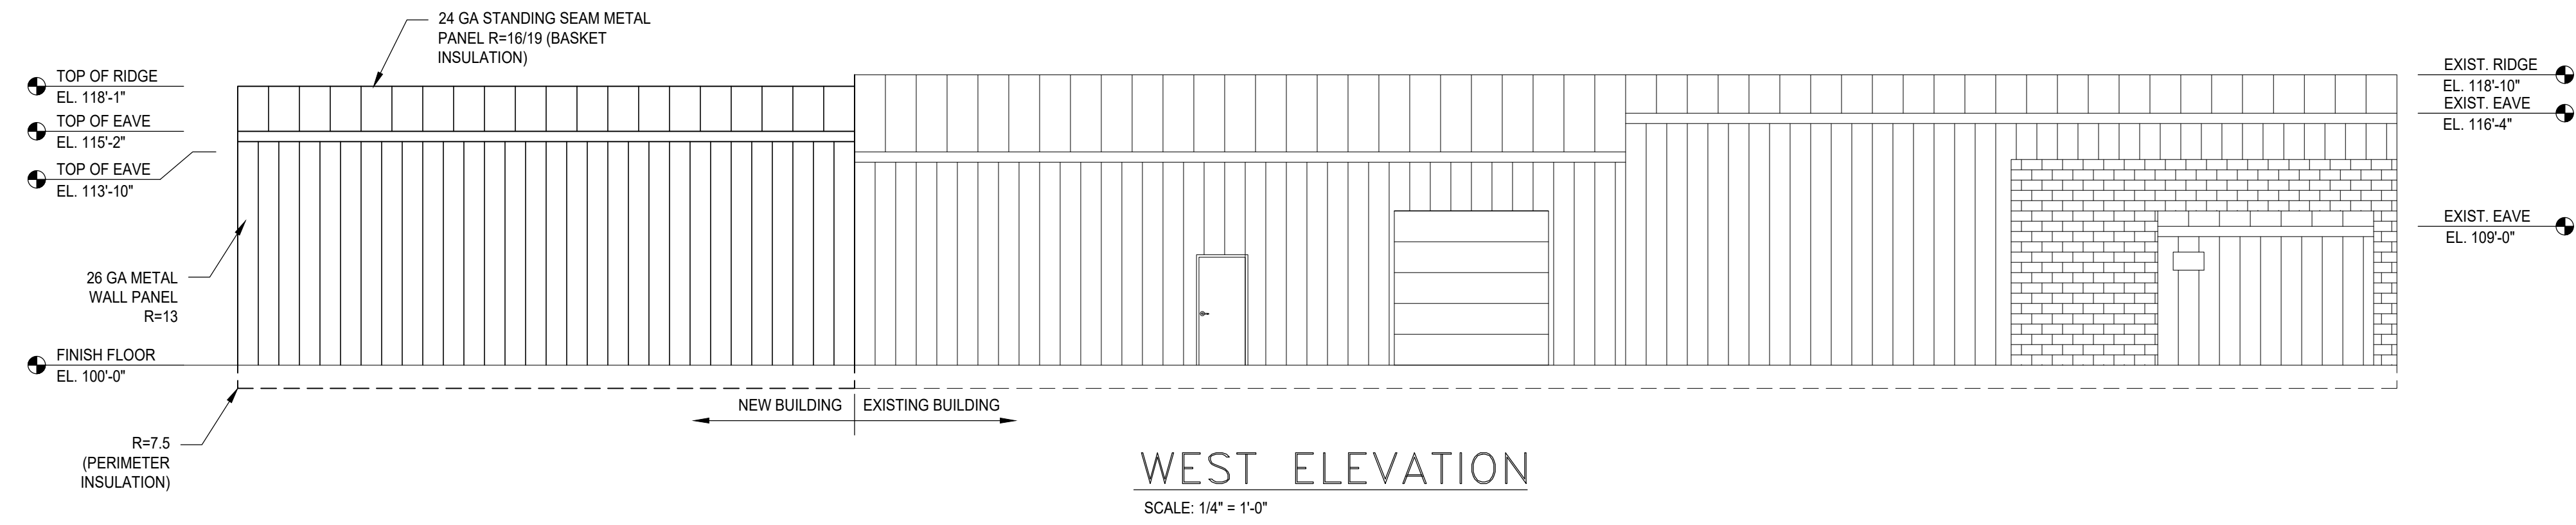 24 GA STANDING SEAM METAL
PANEL R=16/19 (BASKET
INSULATION)
TOP OF RIDGE
EL. 118'-1"
TOP OF EAVE
EL. 115'-2"
TOP OF EAVE
EL. 113'-10"
26 GA METAL
WALL PANEL
R=13
FINISH FLOOR
EL. 100'-0"
R=7.5
(PERIMETER
INSULATION)
NEW BUILDING
EXISTING BUILDING
EXIST. RIDGE
EL. 118'-10"
EXIST. EAVE
EL. 116'-4"
EXIST. EAVE
EL. 109'-0"
WEST ELEVATION
SCALE: 1/4" = 1'-0"